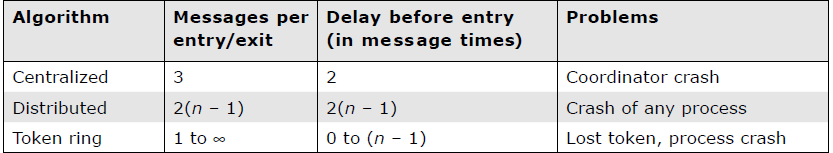 Algorithm Messages per entry/exit Delay before entry (in message times) Problems
Centralized 3 2 Coordinator crash
Distributed 2(n – 1) 2(n – 1) Crash of any process
Token ring 1 to ∞ 0 to (n – 1) Lost token, process crash